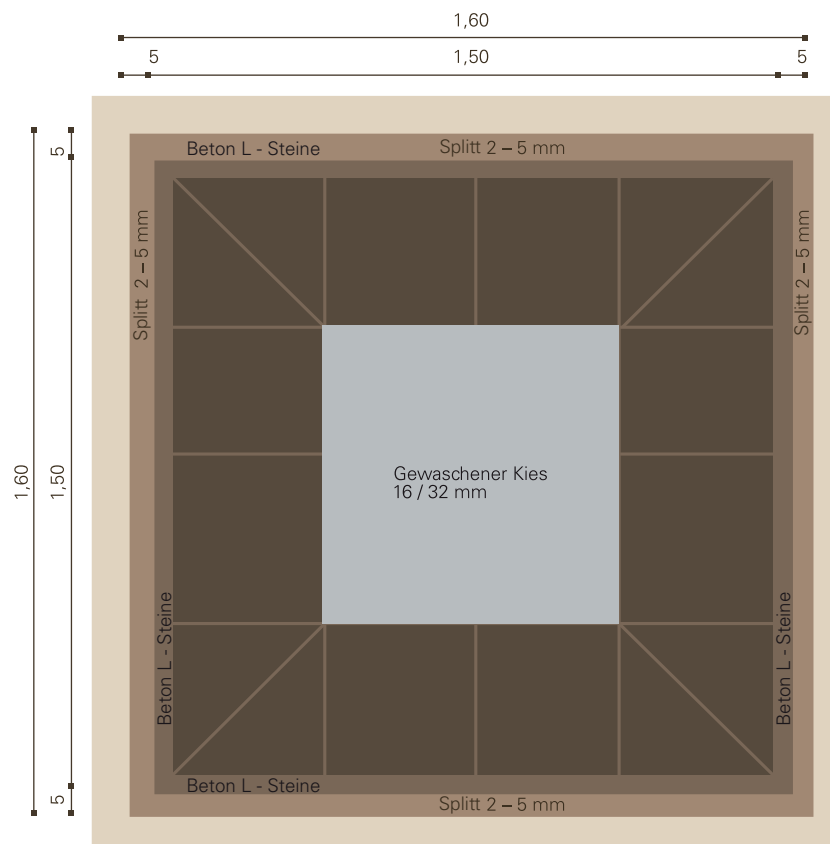 1,60
5
1,50
5
Beton L - Steine
Splitt 2 – 5 mm
5
Splitt 2 – 5 mm
Splitt 2 – 5 mm
1,60
1,50
Gewaschener Kies
16 / 32 mm
Beton L - Steine
Beton L - Steine
Beton L - Steine
5
Splitt 2 – 5 mm